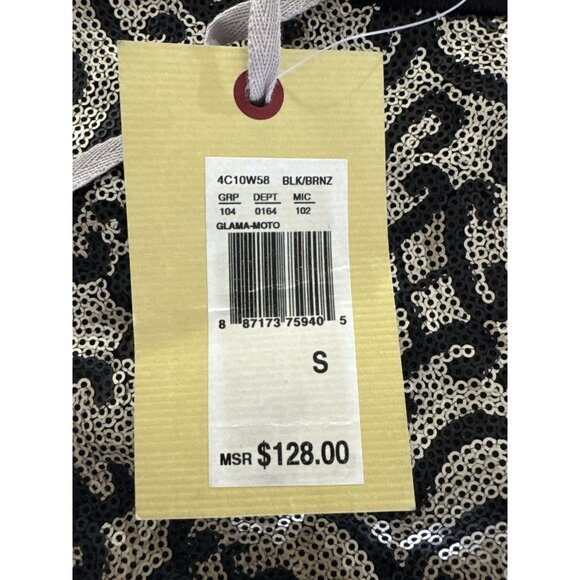 4C10W58 BLK/BRNZ
GRP DEPT MIC
104 0164 102
GLAMA-MOTO
8 87173 75940 5
S
MSR $128.00